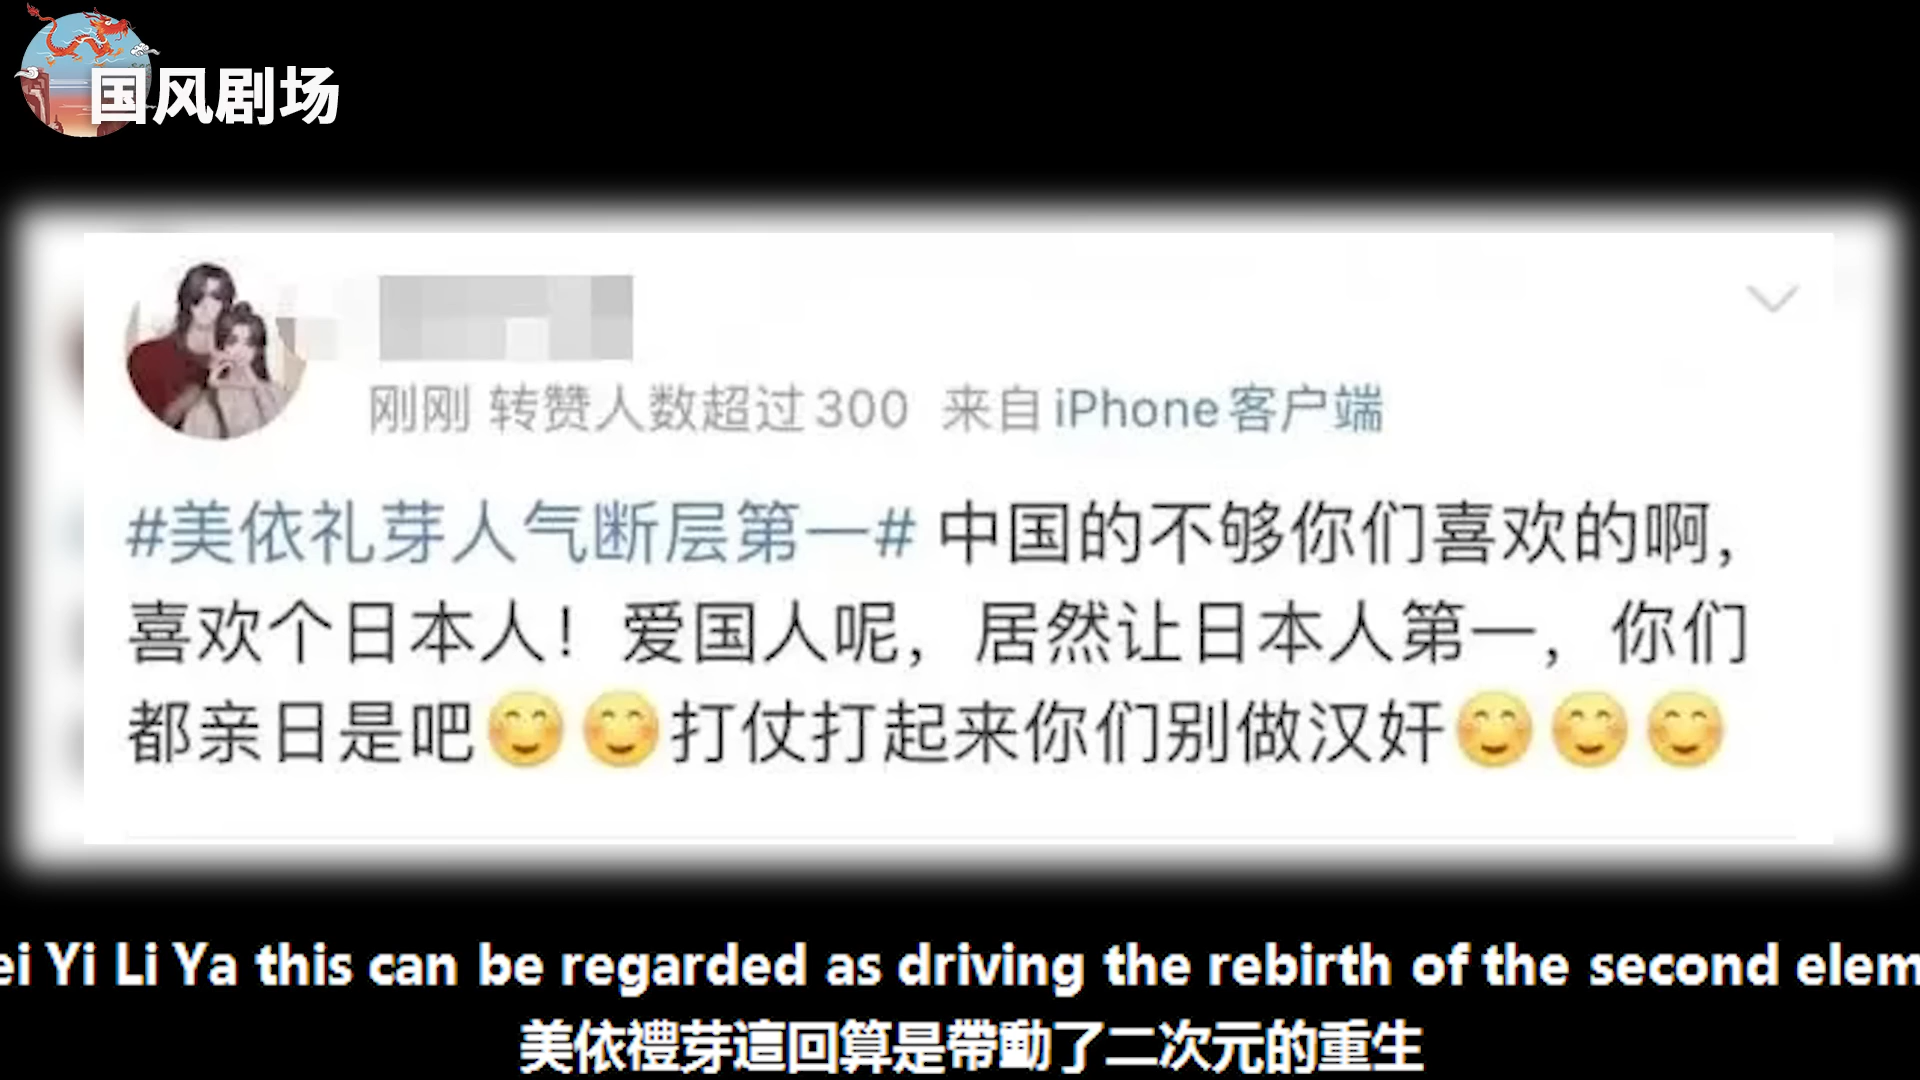 国风剧场
刚刚 转赞人数超过300 来自iPhone客户端
#美依礼芽人气断层第一# 中国的不够你们喜欢的啊,
喜欢个日本人！爱国人呢，居然让日本人第一，你们
都亲日是吧😊😊打仗打起来你们别做汉奸😊😊😊
ei Yi Li Ya this can be regarded as driving the rebirth of the second elem
美依禮芽這回算是帶動了二次元的重生